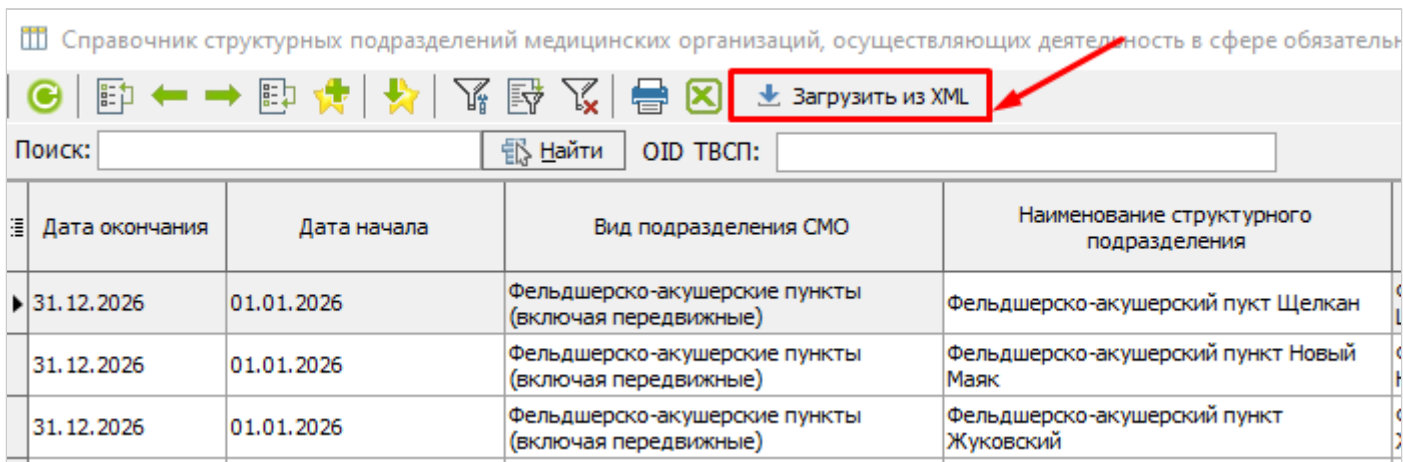 Справочник структурных подразделений медицинских организаций, осуществляющих деятельность в сфере обязательн
Загрузить из XML
Поиск:
Найти
OID ТВСП:
Дата окончания
Дата начала
Вид подразделения СМО
Наименование структурного
подразделения
31.12.2026
01.01.2026
Фельдшерско-акушерские пункты
(включая передвижные)
Фельдшерско-акушерский пукт Щелкан
31.12.2026
01.01.2026
Фельдшерско-акушерские пункты
(включая передвижные)
Фельдшерско-акушерский пункт Новый
Маяк
31.12.2026
01.01.2026
Фельдшерско-акушерские пункты
(включая передвижные)
Фельдшерско-акушерский пункт
Жуковский